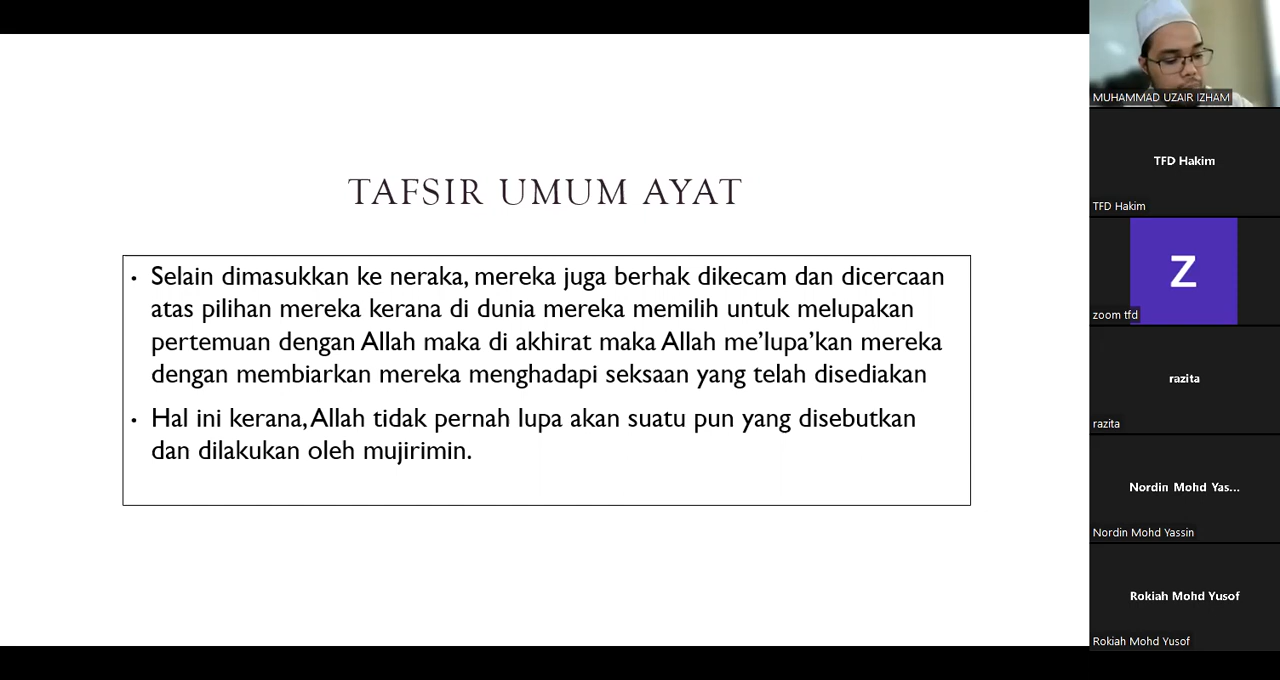 TAFSIR UMUM AYAT
• Selain dimasukkan ke neraka, mereka juga berhak dikecam dan dicercaan
atas pilihan mereka kerana di dunia mereka memilih untuk melupakan
pertemuan dengan Allah maka di akhirat maka Allah me’lupa’kan mereka
dengan membiarkan mereka menghadapi seksaan yang telah disediakan
• Hal ini kerana, Allah tidak pernah lupa akan suatu pun yang disebutkan
dan dilakukan oleh mujirimin.
MUHAMMAD UZAIR IZHAM
TFD Hakim
TFD Hakim
Z
zoom tfd
razita
razita
Nordin Mohd Yas...
Nordin Mohd Yassin
Rokiah Mohd Yusof
Rokiah Mohd Yusof